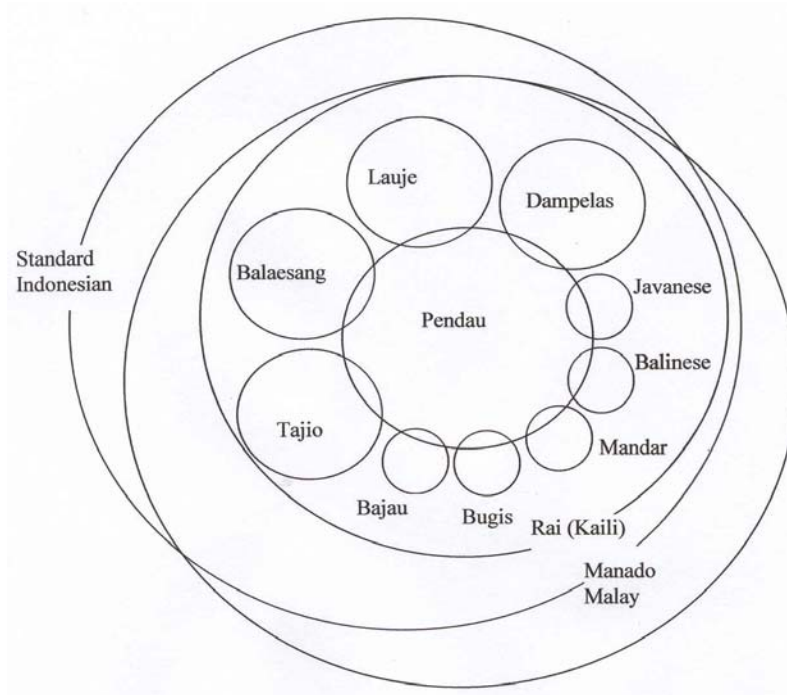 Lauje
Dampelas
Standard
Indonesian
Balaesang
Javanese
Pendau
Balinese
Tajio
Mandar
Bajau
Bugis
Rai (Kaili)
Manado
Malay